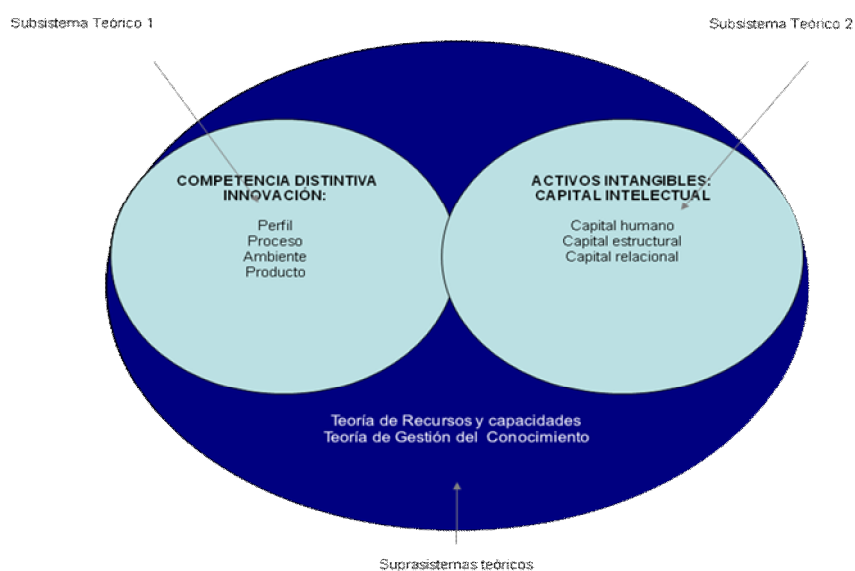 Subsistema Teórico 1
Subsistema Teórico 2
COMPETENCIA DISTINTIVA
INNOVACIÓN:
Perfil
Proceso
Ambiente
Producto
ACTIVOS INTANGIBLES:
CAPITAL INTELECTUAL
Capital humano
Capital estructural
Capital relacional
Teoría de Recursos y capacidades
Teoría de Gestión del Conocimiento
Suprasistemas teóricos